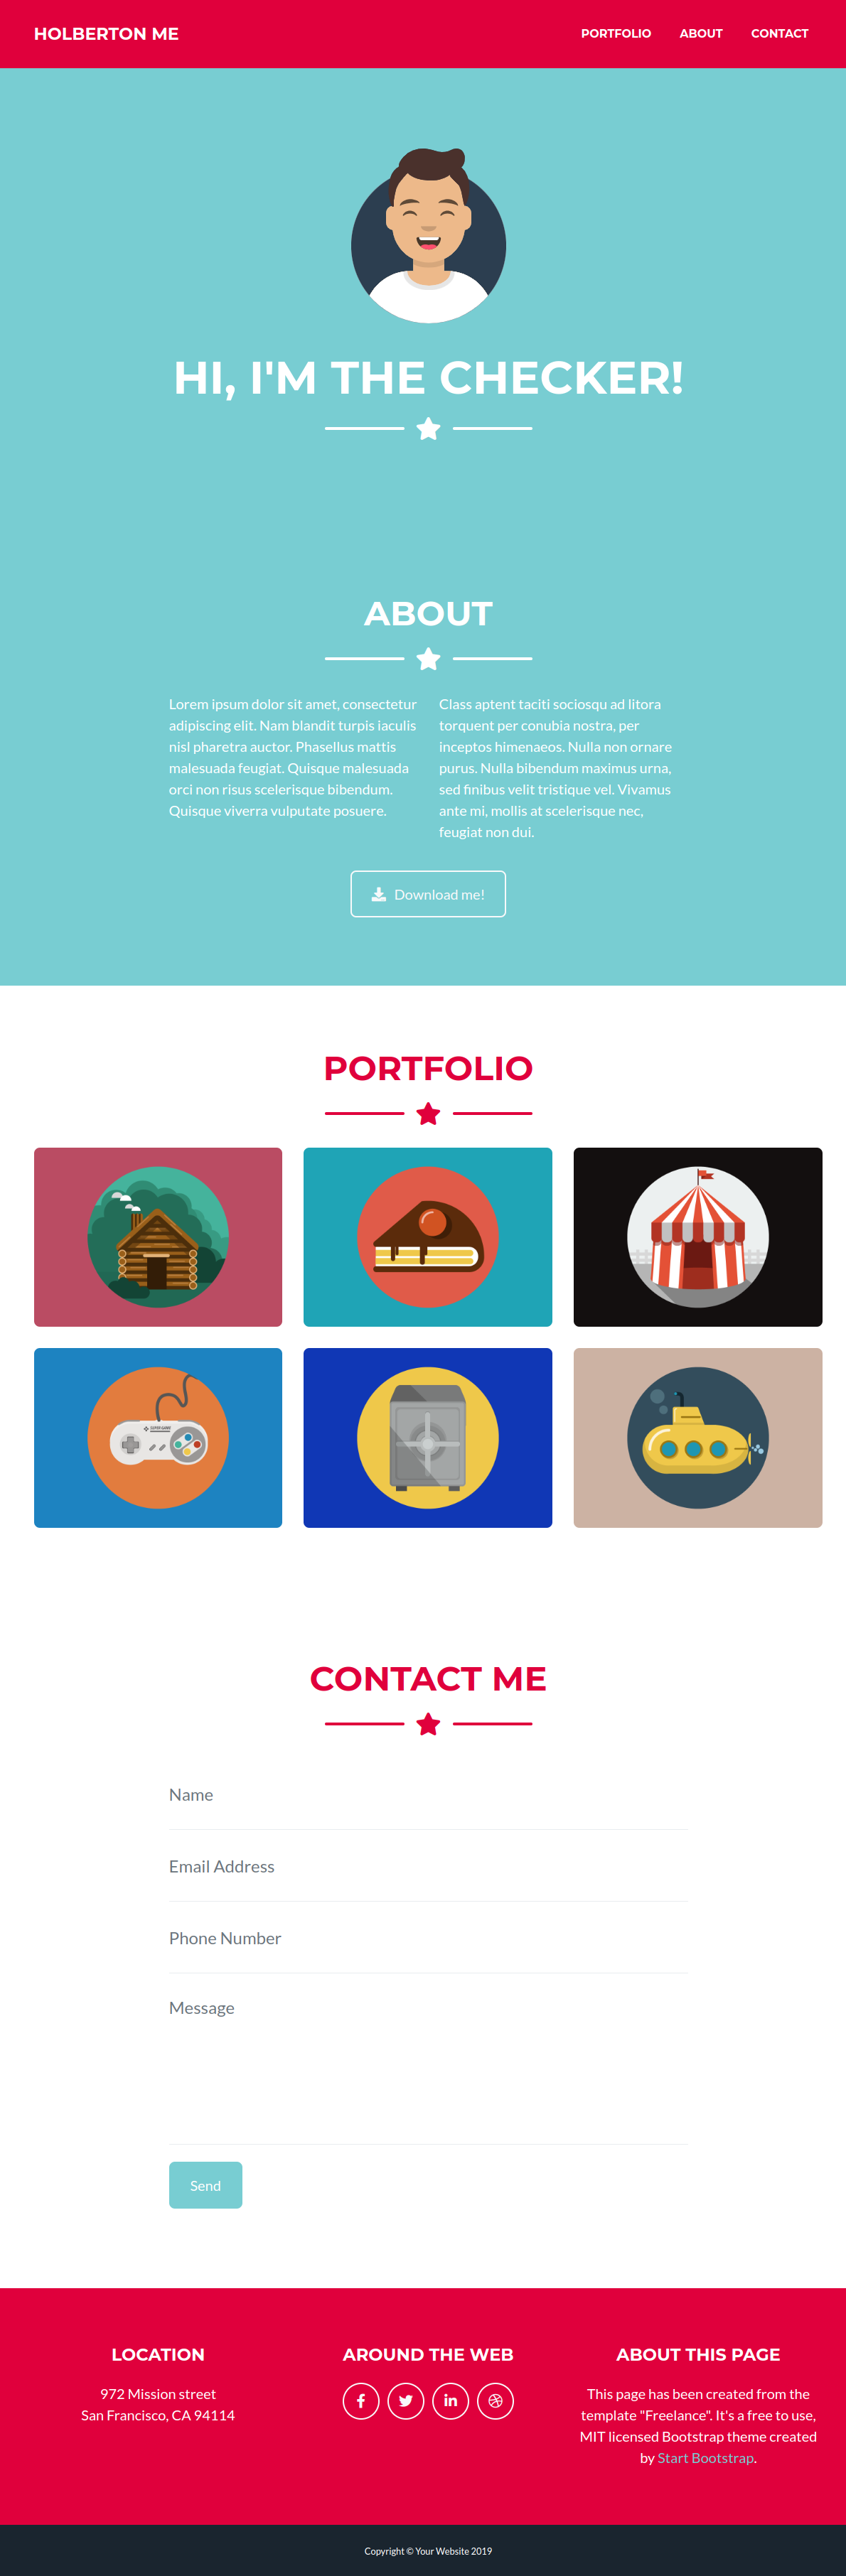 HOLBERTON ME
PORTFOLIO ABOUT CONTACT
HI, I'M THE CHECKER!
ABOUT
Lorem ipsum dolor sit amet, consectetur
adipiscing elit. Nam blandit turpis iaculis
nisl pharetra auctor. Phasellus mattis
malesuada feugiat. Quisque malesuada
orci non risus scelerisque bibendum.
Quisque viverra vulputate posuere.
Class aptent taciti sociosqu ad litora
torquent per conubia nostra, per
inceptos himenaeos. Nulla non ornare
purus. Nulla bibendum maximus urna,
sed finibus velit tristique vel. Vivamus
ante mi, mollis at scelerisque nec,
feugiat non dui.
Download me!
PORTFOLIO
CONTACT ME
Name
Email Address
Phone Number
Message
Send
LOCATION
972 Mission street
San Francisco, CA 94114
AROUND THE WEB
ABOUT THIS PAGE
This page has been created from the
template "Freelance". It's a free to use,
MIT licensed Bootstrap theme created
by Start Bootstrap.
Copyright © Your Website 2019